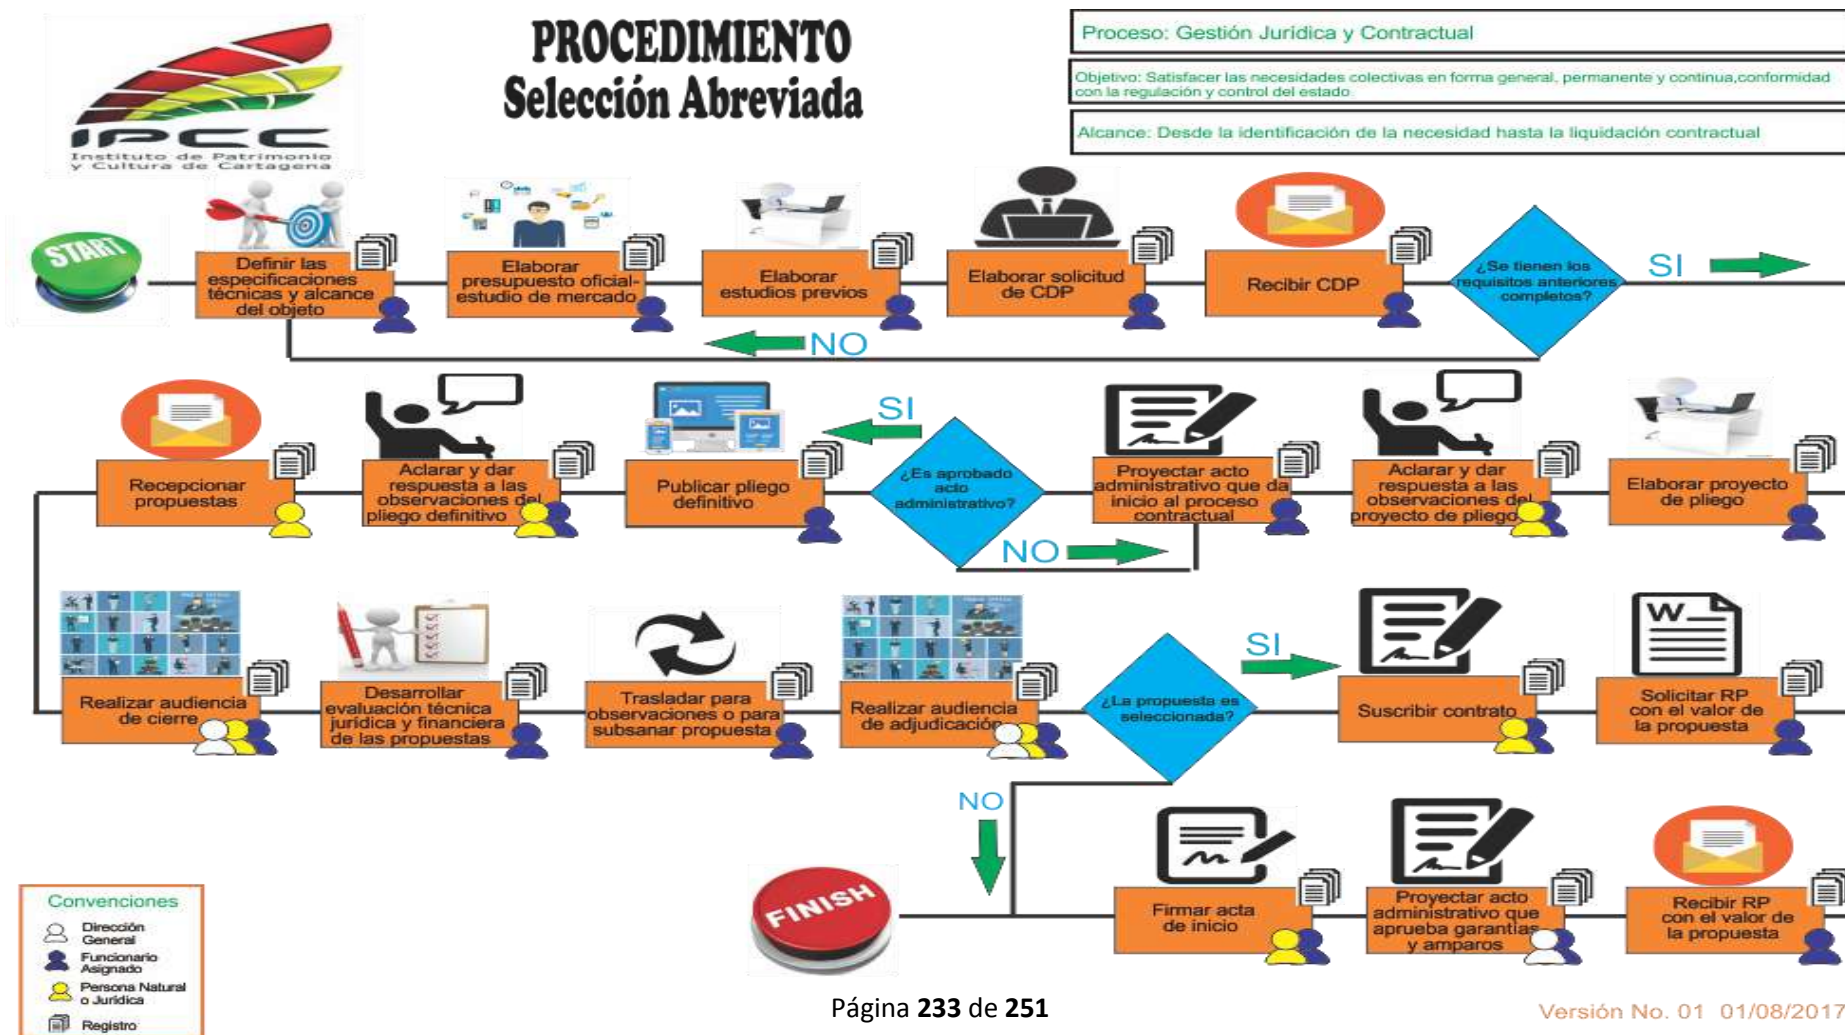 IPCC
Instituto de Patrimonio
y Cultura de Cartagena
PROCEDIMIENTO
Selección Abreviada
Proceso: Gestión Jurídica y Contractual
Objetivo: Satisfacer las necesidades colectivas en forma general, permanente y continua,conformidad
con la regulación y control del estado.
Alcance: Desde la identificación de la necesidad hasta la liquidación contractual
START
Definir las
especificaciones
técnicas y alcance
del objeto
Elaborar
presupuesto oficial-
estudio de mercado
Elaborar
estudios previos
Elaborar solicitud
de CDP
Recibir CDP
¿Se tienen los
requisitos anteriores
completos?
SI
NO
Recepcionar
propuestas
Aclarar y dar
respuesta a las
observaciones del
pliego definitivo
Publicar pliego
definitivo
SI
¿Es aprobado
acto
administrativo?
NO
Proyectar acto
administrativo que da
inicio al proceso
contractual
Aclarar y dar
respuesta a las
observaciones del
proyecto de pliego
Elaborar proyecto
de pliego
Realizar audiencia
de cierre
Desarrollar
evaluación técnica
jurídica y financiera
de las propuestas
Trasladar para
observaciones o para
subsanar propuesta
Realizar audiencia
de adjudicación
¿La propuesta es
seleccionada?
SI
Suscribir contrato
W
Solicitar RP
con el valor de
la propuesta
NO
FINISH
Firmar acta
de inicio
Proyectar acto
administrativo que
aprueba garantías
y amparos
Recibir RP
con el valor de
la propuesta
Convenciones
Dirección
General
Funcionario
Asignado
Persona Natural
o Jurídica
Registro
Página 233 de 251
Versión No. 01 01/08/2017